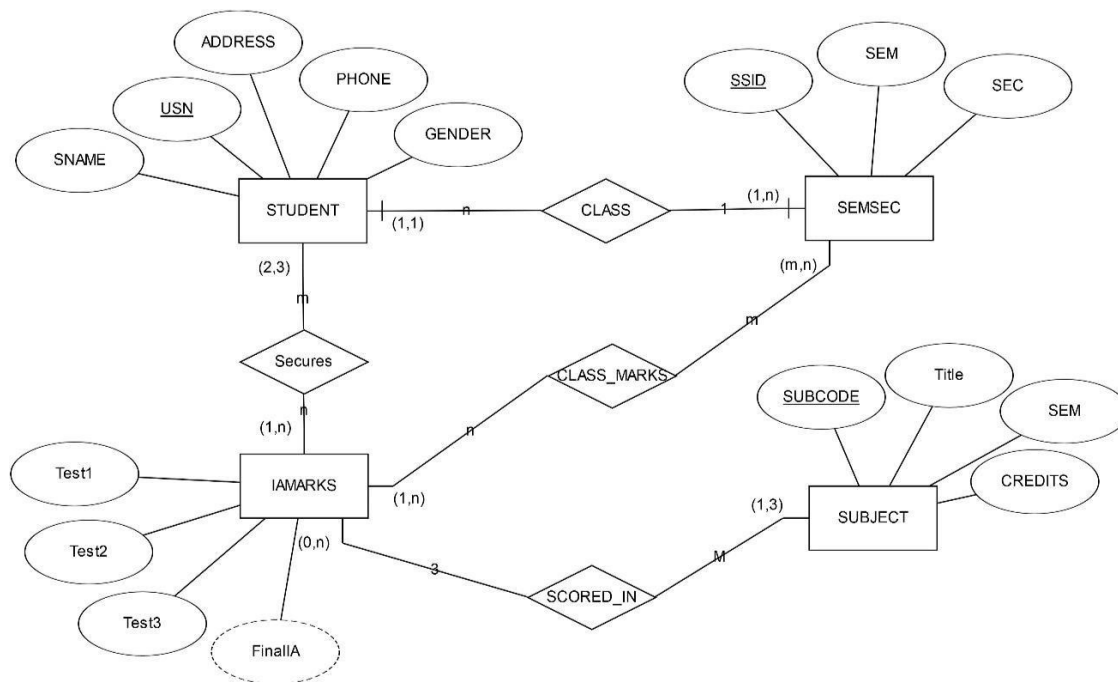 ADDRESS
SEM
PHONE
SSID
USN
SEC
GENDER
SNAME
STUDENT
n
CLASS
1
(1,n)
SEMSEC
(1,1)
(2,3)
(m,n)
m
m
Secures
CLASS_MARKS
Title
SUBCODE
SEM
n
(1,n)
n
Test1
IAMARKS
(1,n)
(1,3)
CREDITS
SUBJECT
Test2
(0,n)
3
M
SCORED_IN
Test3
FinalIA